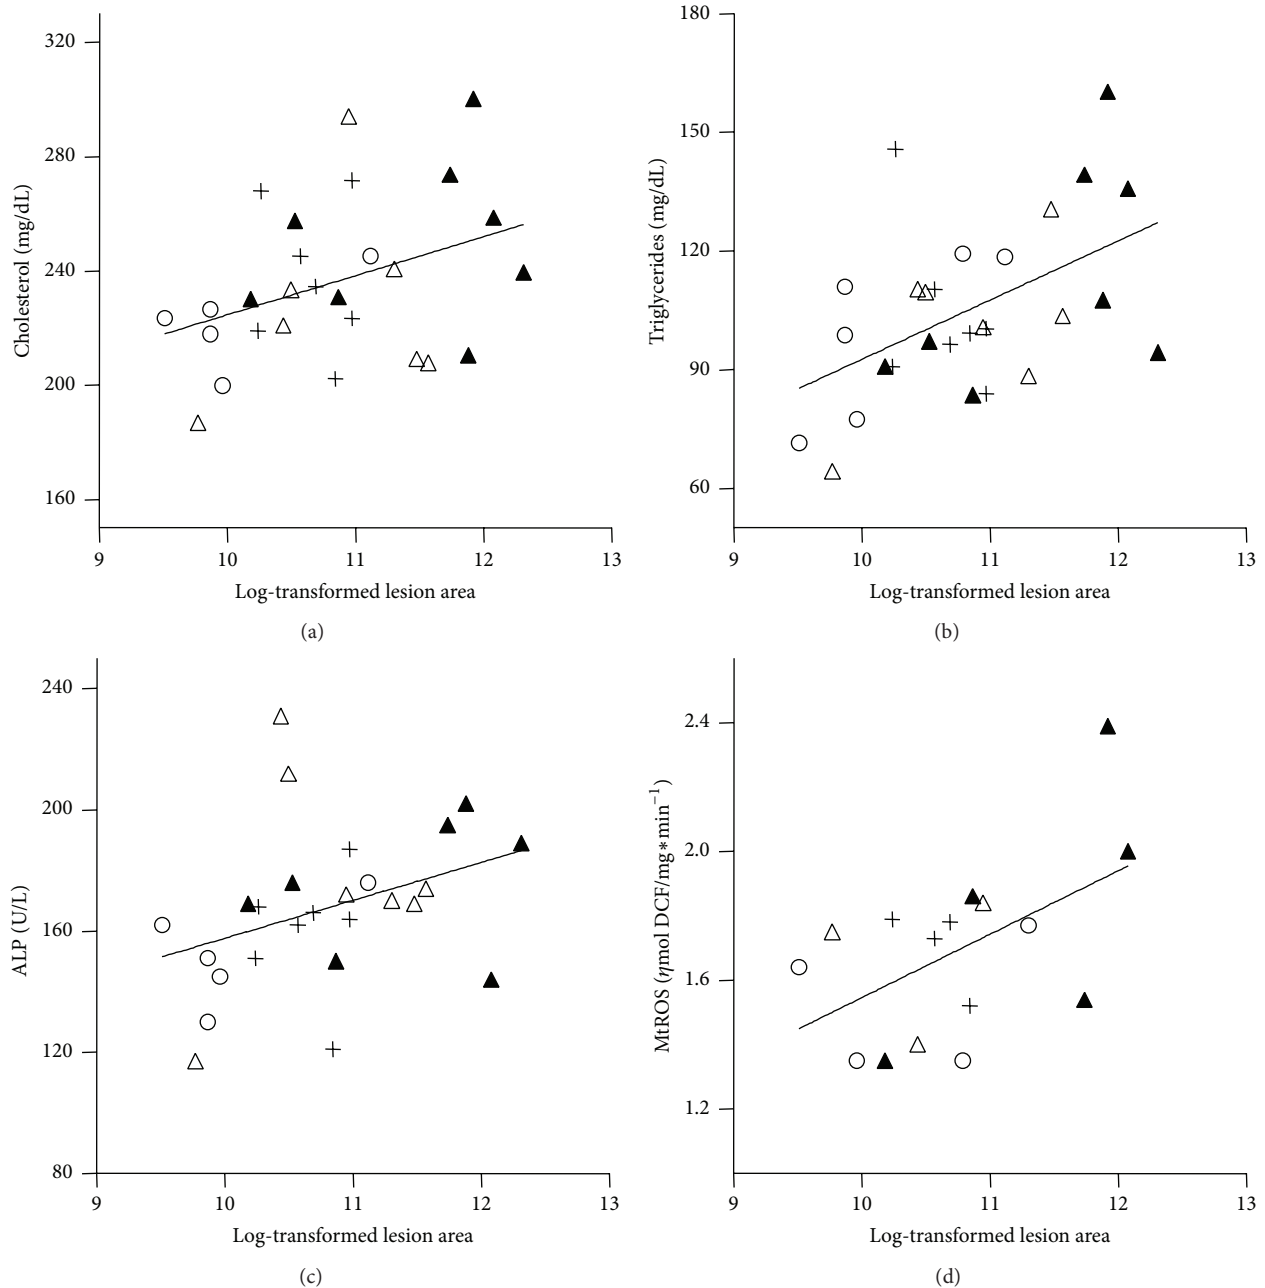 320
280
240
200
160
Cholesterol (mg/dL)
9 10 11 12 13
Log-transformed lesion area
(a)
180
150
120
90
60
Triglycerides (mg/dL)
9 10 11 12 13
Log-transformed lesion area
(b)
240
200
160
120
80
ALP (U/L)
9 10 11 12 13
Log-transformed lesion area
(c)
2.4
2.0
1.6
1.2
MtROS (ηmol DCF/mg∗min⁻¹)
9 10 11 12 13
Log-transformed lesion area
(d)